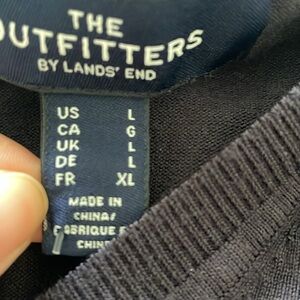 THE
OUTFITTERS
BY LANDS' END
US L
CA G
UK L
DE L
FR XL
MADE IN
CHINA/